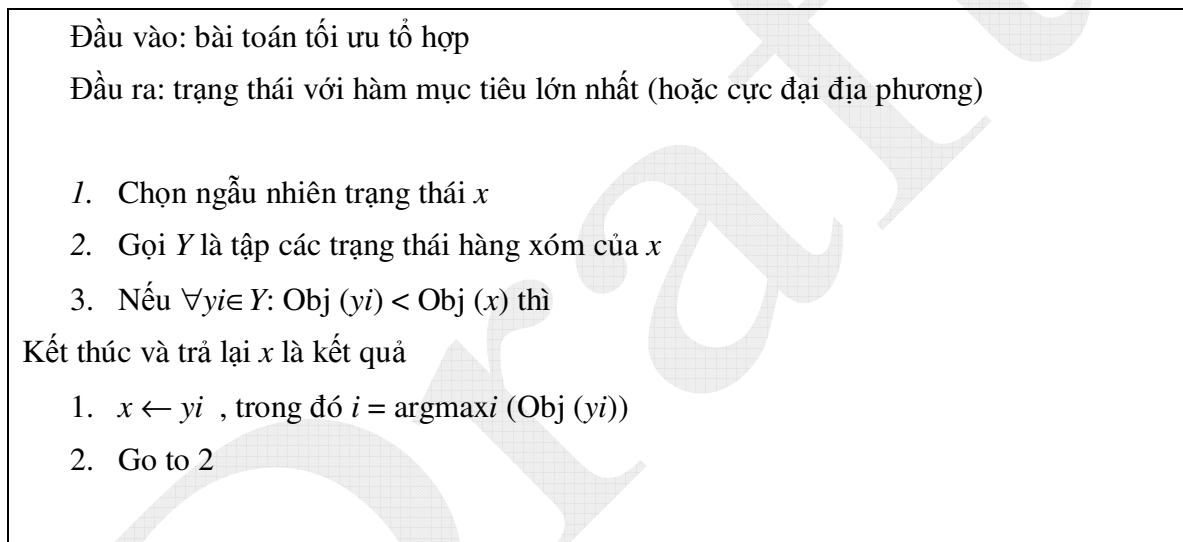 Đầu vào: bài toán tối ưu tổ hợp
Đầu ra: trạng thái với hàm mục tiêu lớn nhất (hoặc cực đại địa phương)
1. Chọn ngẫu nhiên trạng thái x
2. Gọi Y là tập các trạng thái hàng xóm của x
3. Nếu ∀yi∈ Y: Obj (yi) < Obj (x) thì
Kết thúc và trả lại x là kết quả
1. x ← yi , trong đó i = argmaxi (Obj (yi))
2. Go to 2